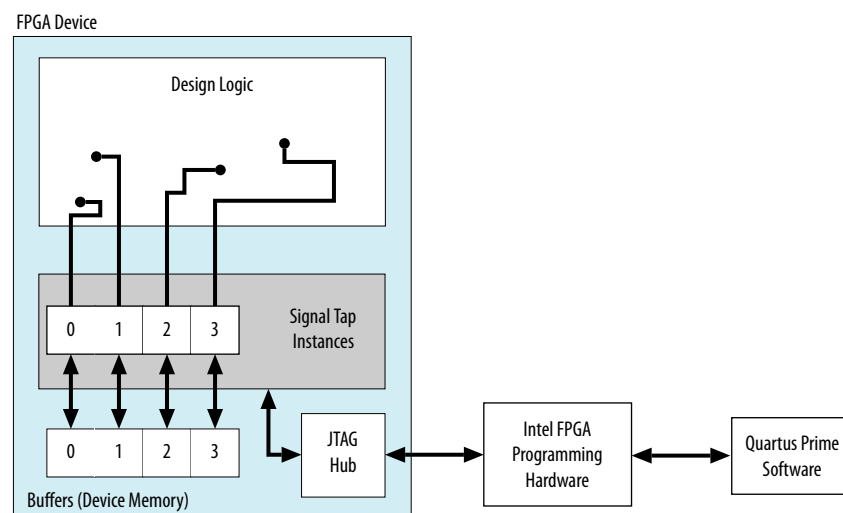 FPGA Device
Design Logic
0 1 2 3
Signal Tap
Instances
0 1 2 3
Buffers (Device Memory)
JTAG
Hub
Intel FPGA
Programming
Hardware
Quartus Prime
Software